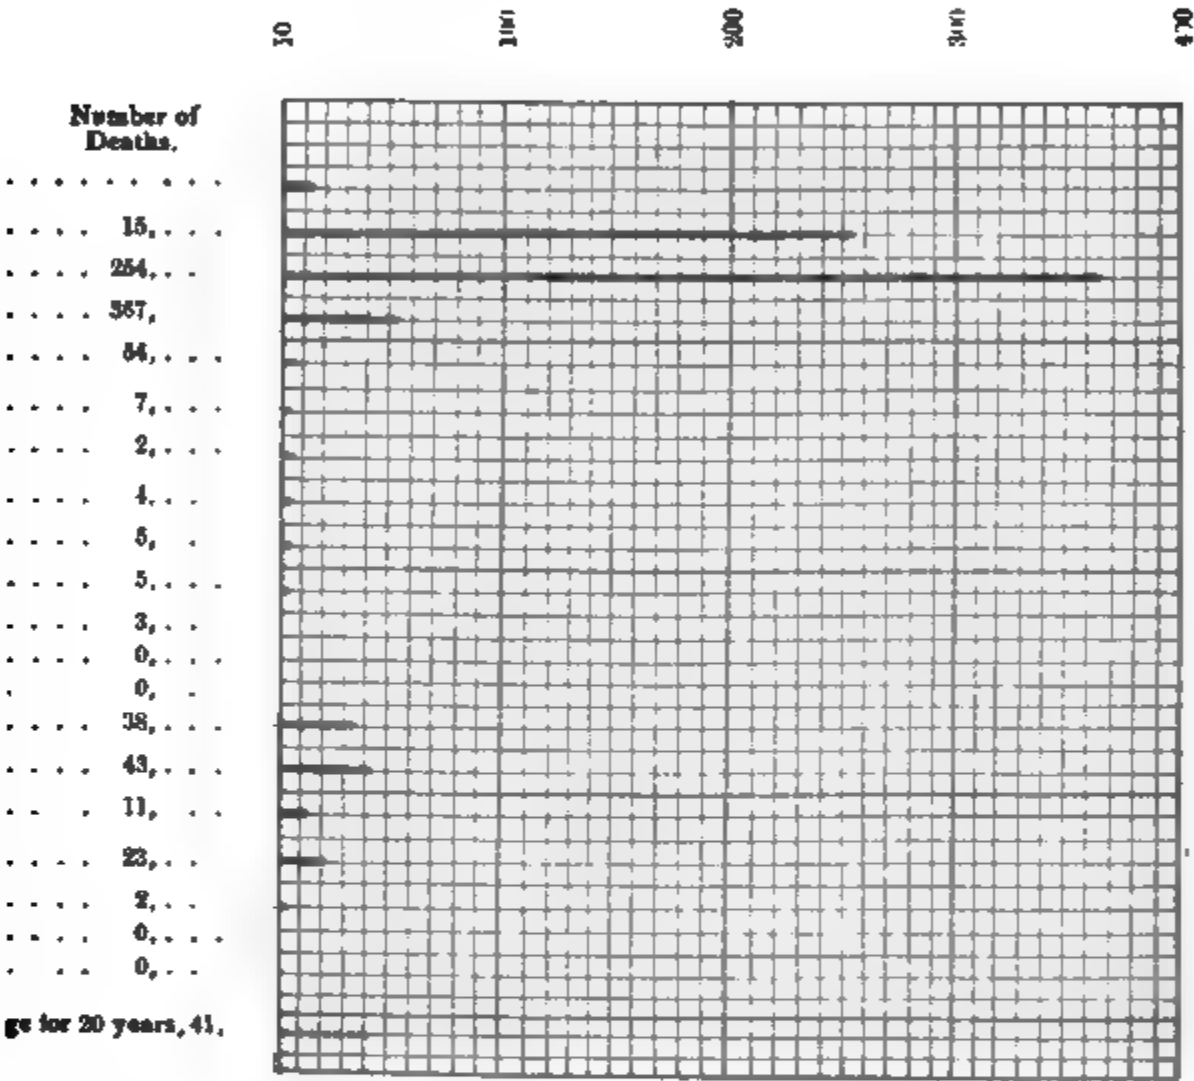 10 100 200 300 400
Number of
Deaths.
. . . . . . . . .
. . . . 15, . . .
. . . . 254, . .
. . . . 367,
. . . . 54, . . .
. . . . 7, . . .
. . . . 2, . . .
. . . . 4, . .
. . . . 5, .
. . . . 5, . . .
. . . . 3, . .
. . . . 0, . . .
. 0, .
. . . . 38, . . .
. . . . 43, . . .
. . . 11, . .
. . . . 23, . .
. . . . 2, . .
. . . . 0, . . .
. . . 0, . .
ge for 20 years, 41,